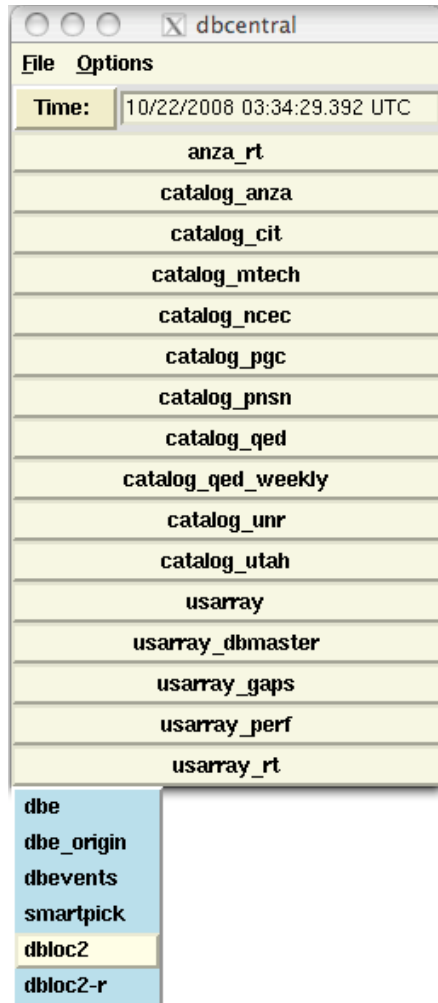 dbcentral
File Options
Time: 10/22/2008 03:34:29.392 UTC
anza_rt
catalog_anza
catalog_cit
catalog_mtech
catalog_ncec
catalog_pgc
catalog_pnsn
catalog_qed
catalog_qed_weekly
catalog_unr
catalog_utah
usarray
usarray_dbmaster
usarray_gaps
usarray_perf
usarray_rt
dbe
dbe_origin
dbevents
smartpick
dbloc2
dbloc2-r